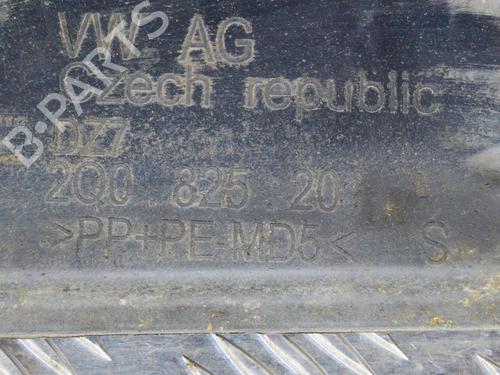 VW. AG
Czech republic
DZ7
2Q0.825.20
>PP+PE-MD5< S
B-PARTS